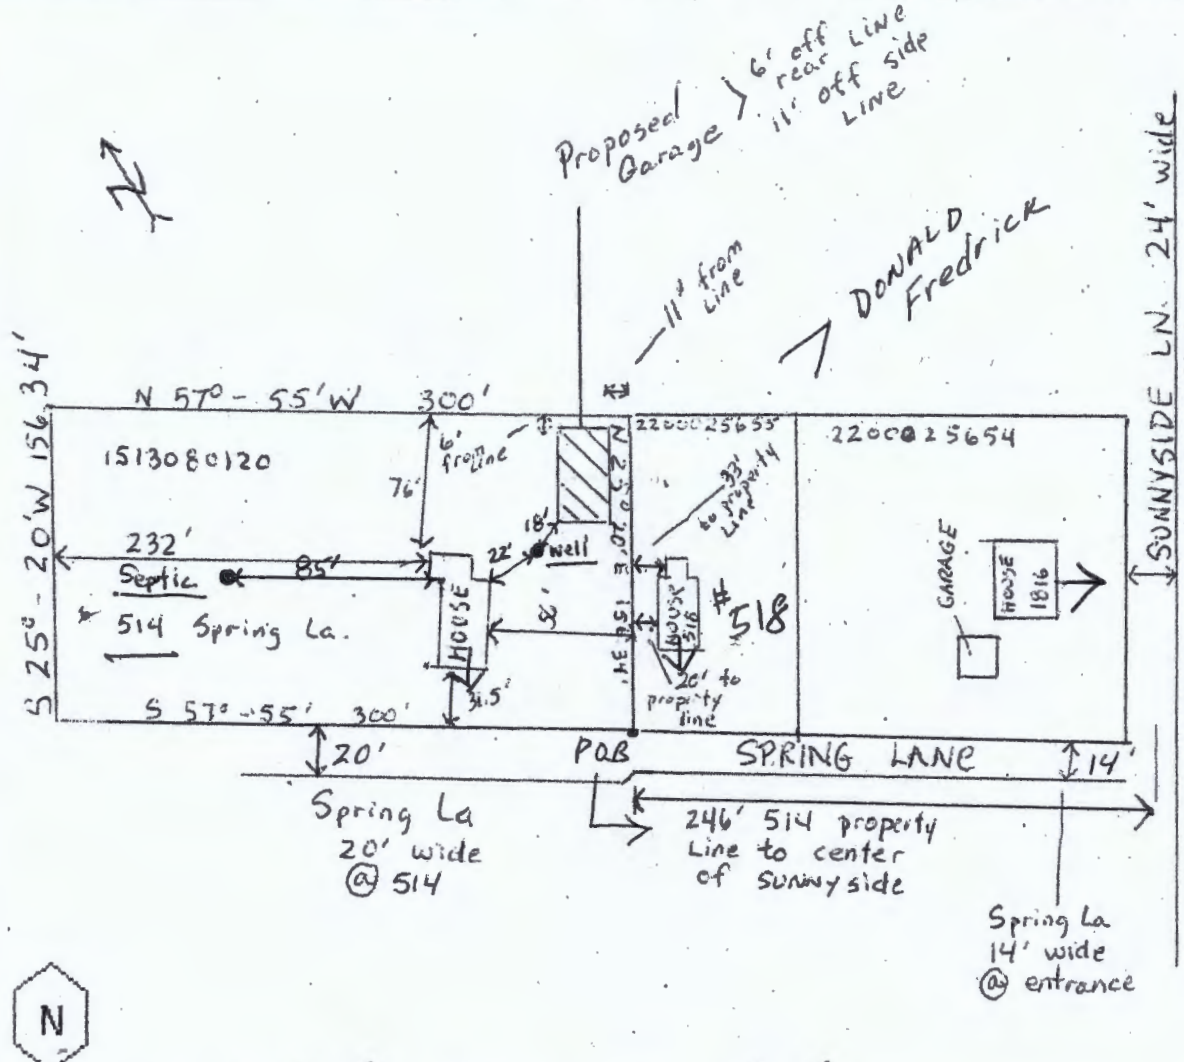 Proposed
Garage
6' off
rear LINE
11' off side
LINE
DONALD
Fredrick
11' from
Line
SUNNYSIDE LN. 24' wide
N 57° - 55'W 300'
S 25° - 20'W 156.34'
1513080120
6'
from line
76'
2200025655
2200025654
33'
to property
Line
18'
22'
well
232'
Septic
85'
514 Spring La.
HOUSE
HOUSE
#518
GARAGE
HOUSE
1816
31.5'
20' to
property
line
S 57° - 55' 300'
20'
POB
SPRING LANE
14'
Spring La
20' wide
@ 514
246' 514 property
Line to center
of sunnyside
Spring La
14' wide
@ entrance
N